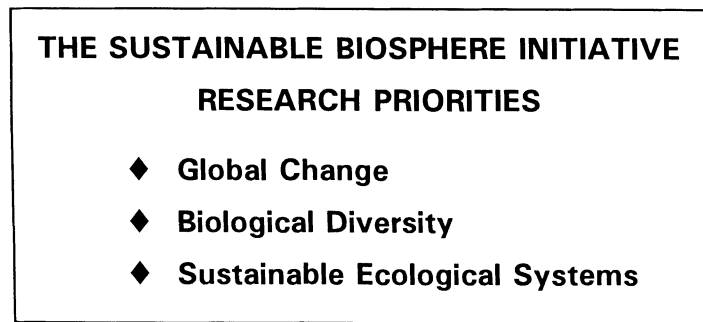 THE SUSTAINABLE BIOSPHERE INITIATIVE
RESEARCH PRIORITIES
♦ Global Change
♦ Biological Diversity
♦ Sustainable Ecological Systems